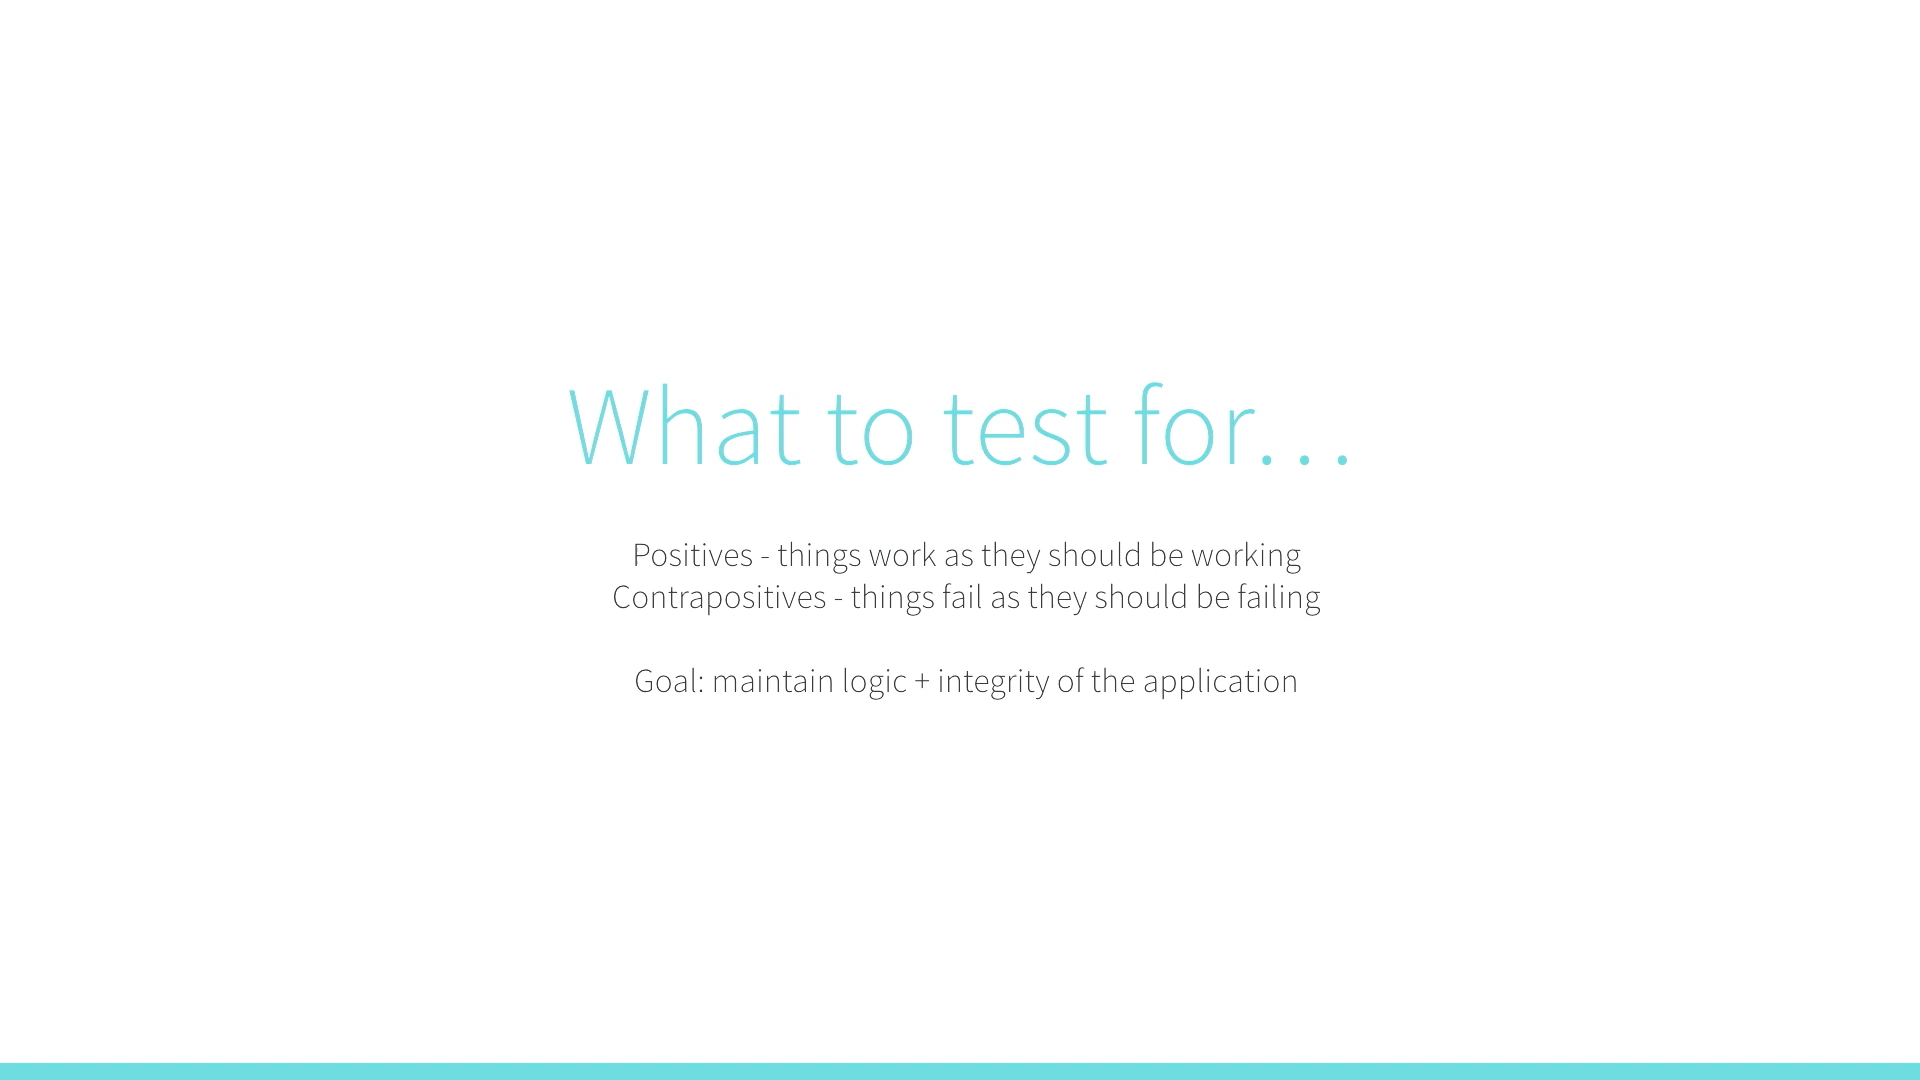 What to test for...
Positives - things work as they should be working
Contrapositives - things fail as they should be failing
Goal: maintain logic + integrity of the application